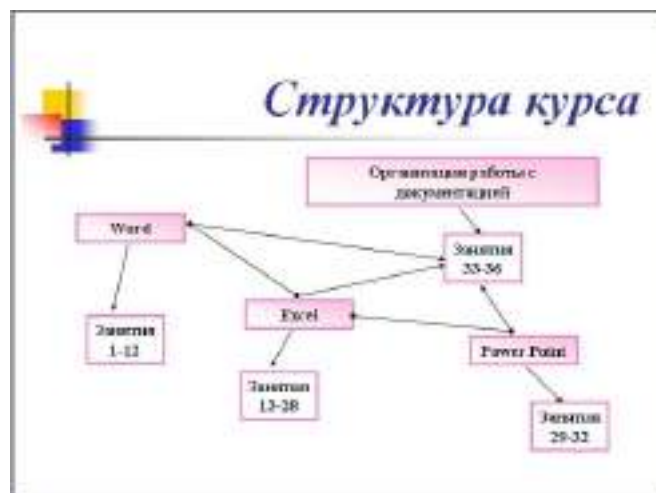 Структура курса
Организация работы с
документацией
Word
Занятия
33-36
Excel
Занятия
1-12
Power Point
Занятия
13-28
Занятия
29-32